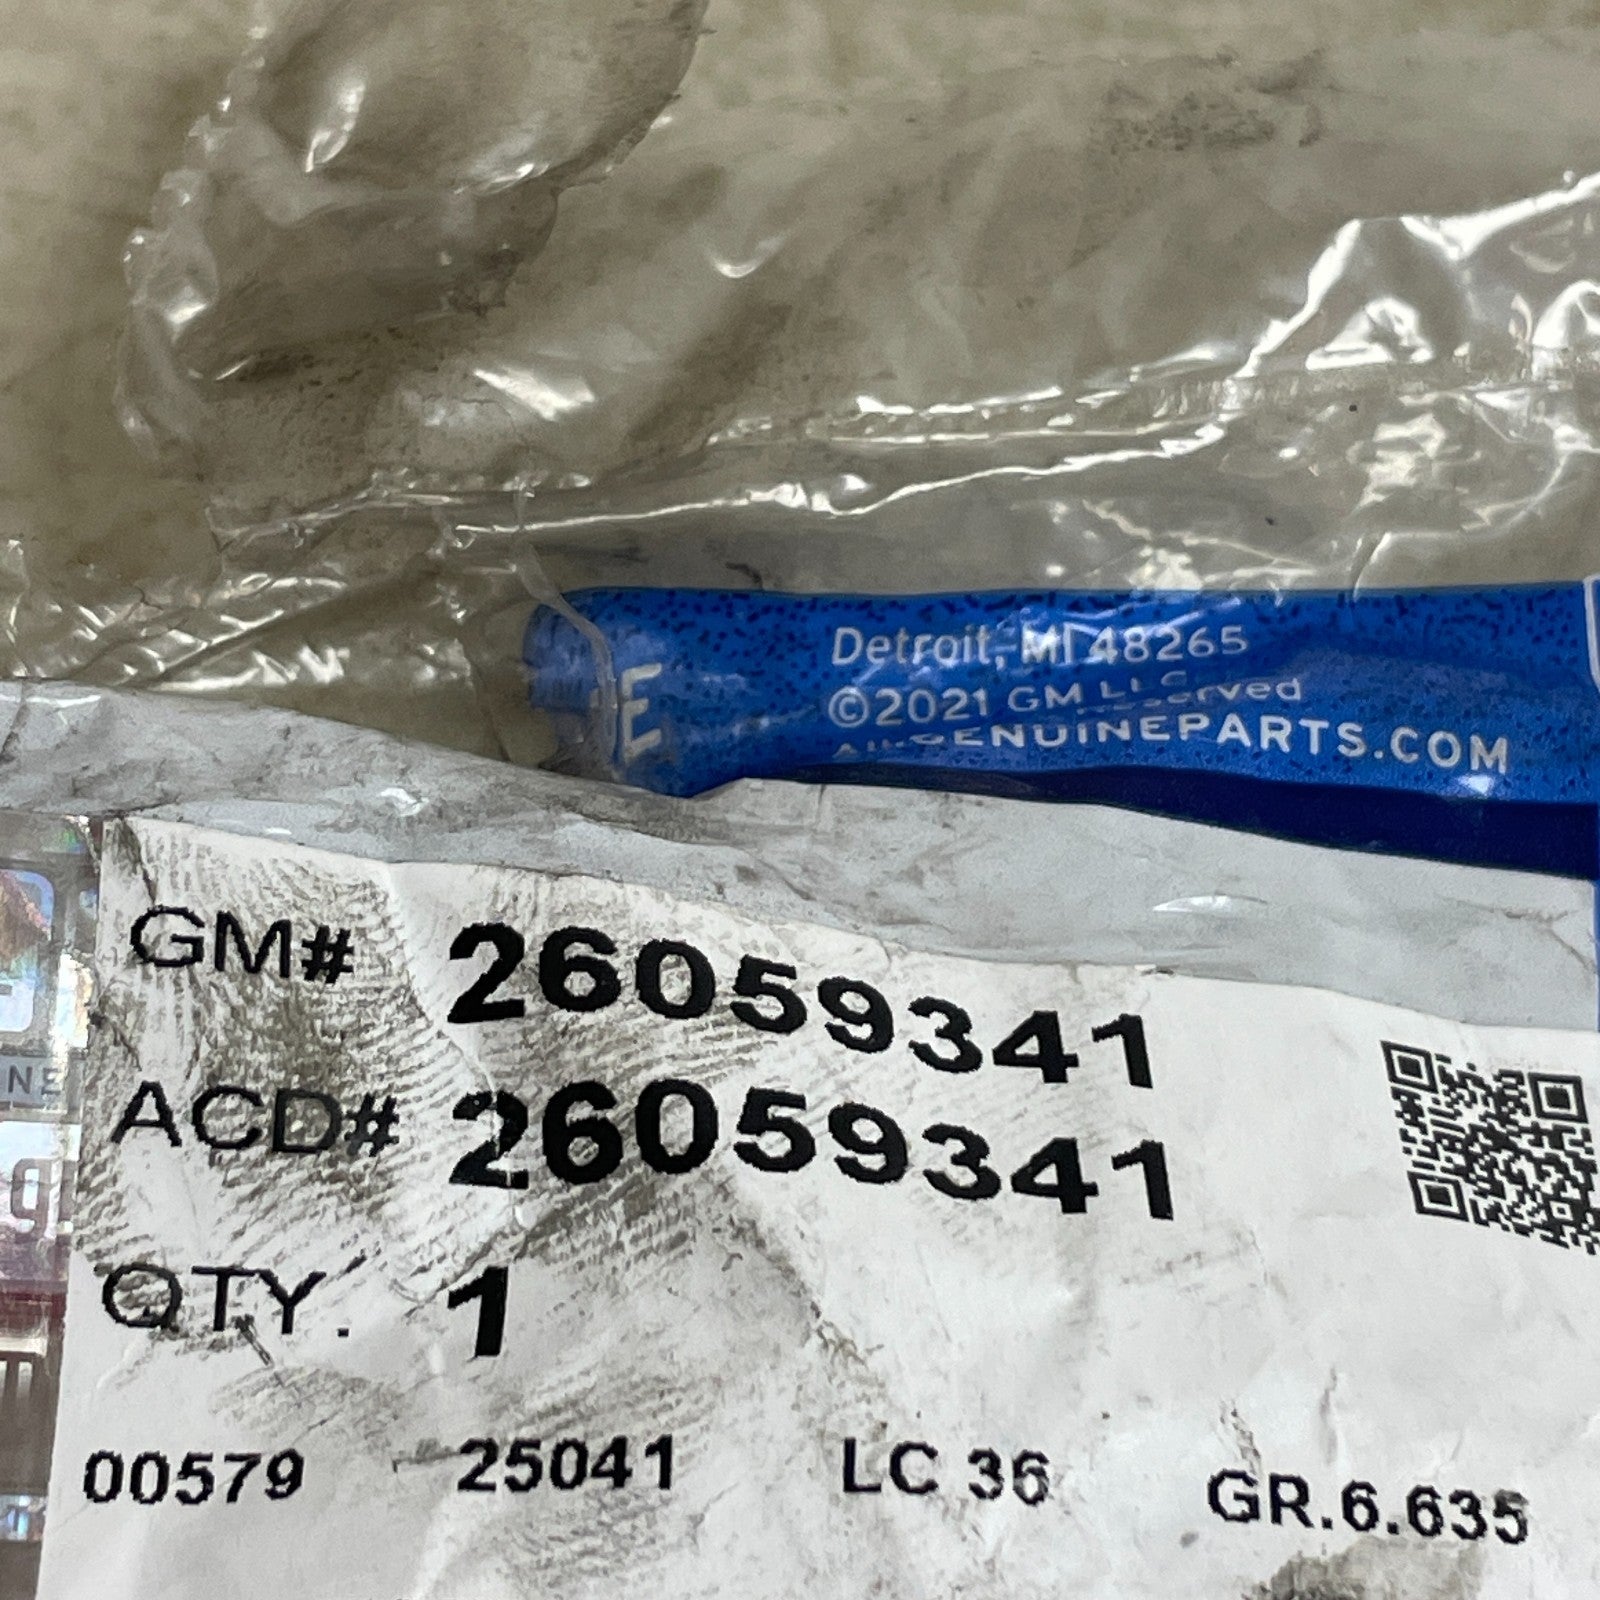 Detroit, MI 48265
©2021 GM LLC
GENUINEPARTS.COM
E
GM# 26059341
ACD# 26059341
QTY. 1
00579 25041 LC 36 GR.6.635
NE